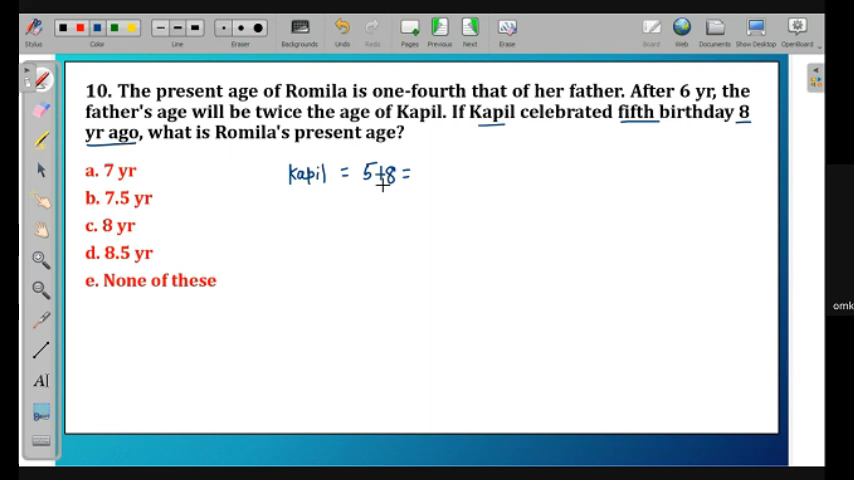 Stylus
Color
Line
Eraser
Backgrounds
Undo
Redo
Pages
Previous
Next
Erase
Board
Web
Documents
Show Desktop
OpenBoard
10. The present age of Romila is one-fourth that of her father. After 6 yr, the
father's age will be twice the age of Kapil. If Kapil celebrated fifth birthday 8
yr ago, what is Romila's present age?
a. 7 yr
kapil = 5+8 =
b. 7.5 yr
c. 8 yr
d. 8.5 yr
e. None of these
AI
omk